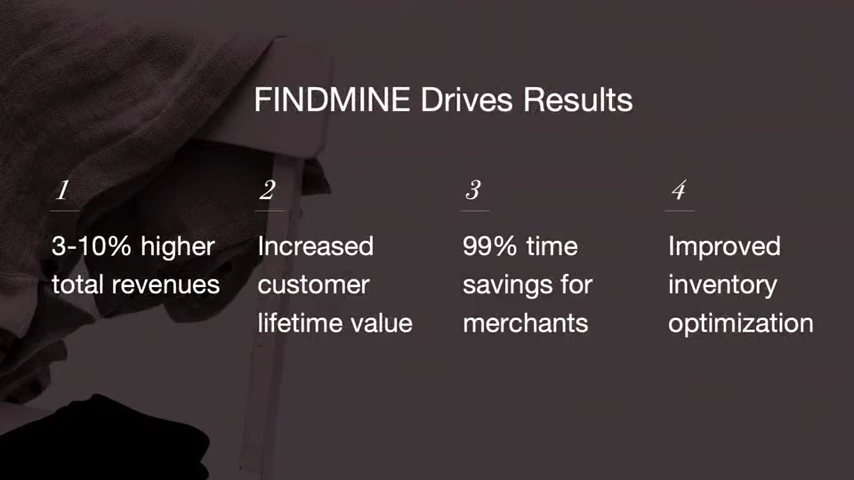 FINDMINE Drives Results
1
3-10% higher
total revenues
2
Increased
customer
lifetime value
3
99% time
savings for
merchants
4
Improved
inventory
optimization